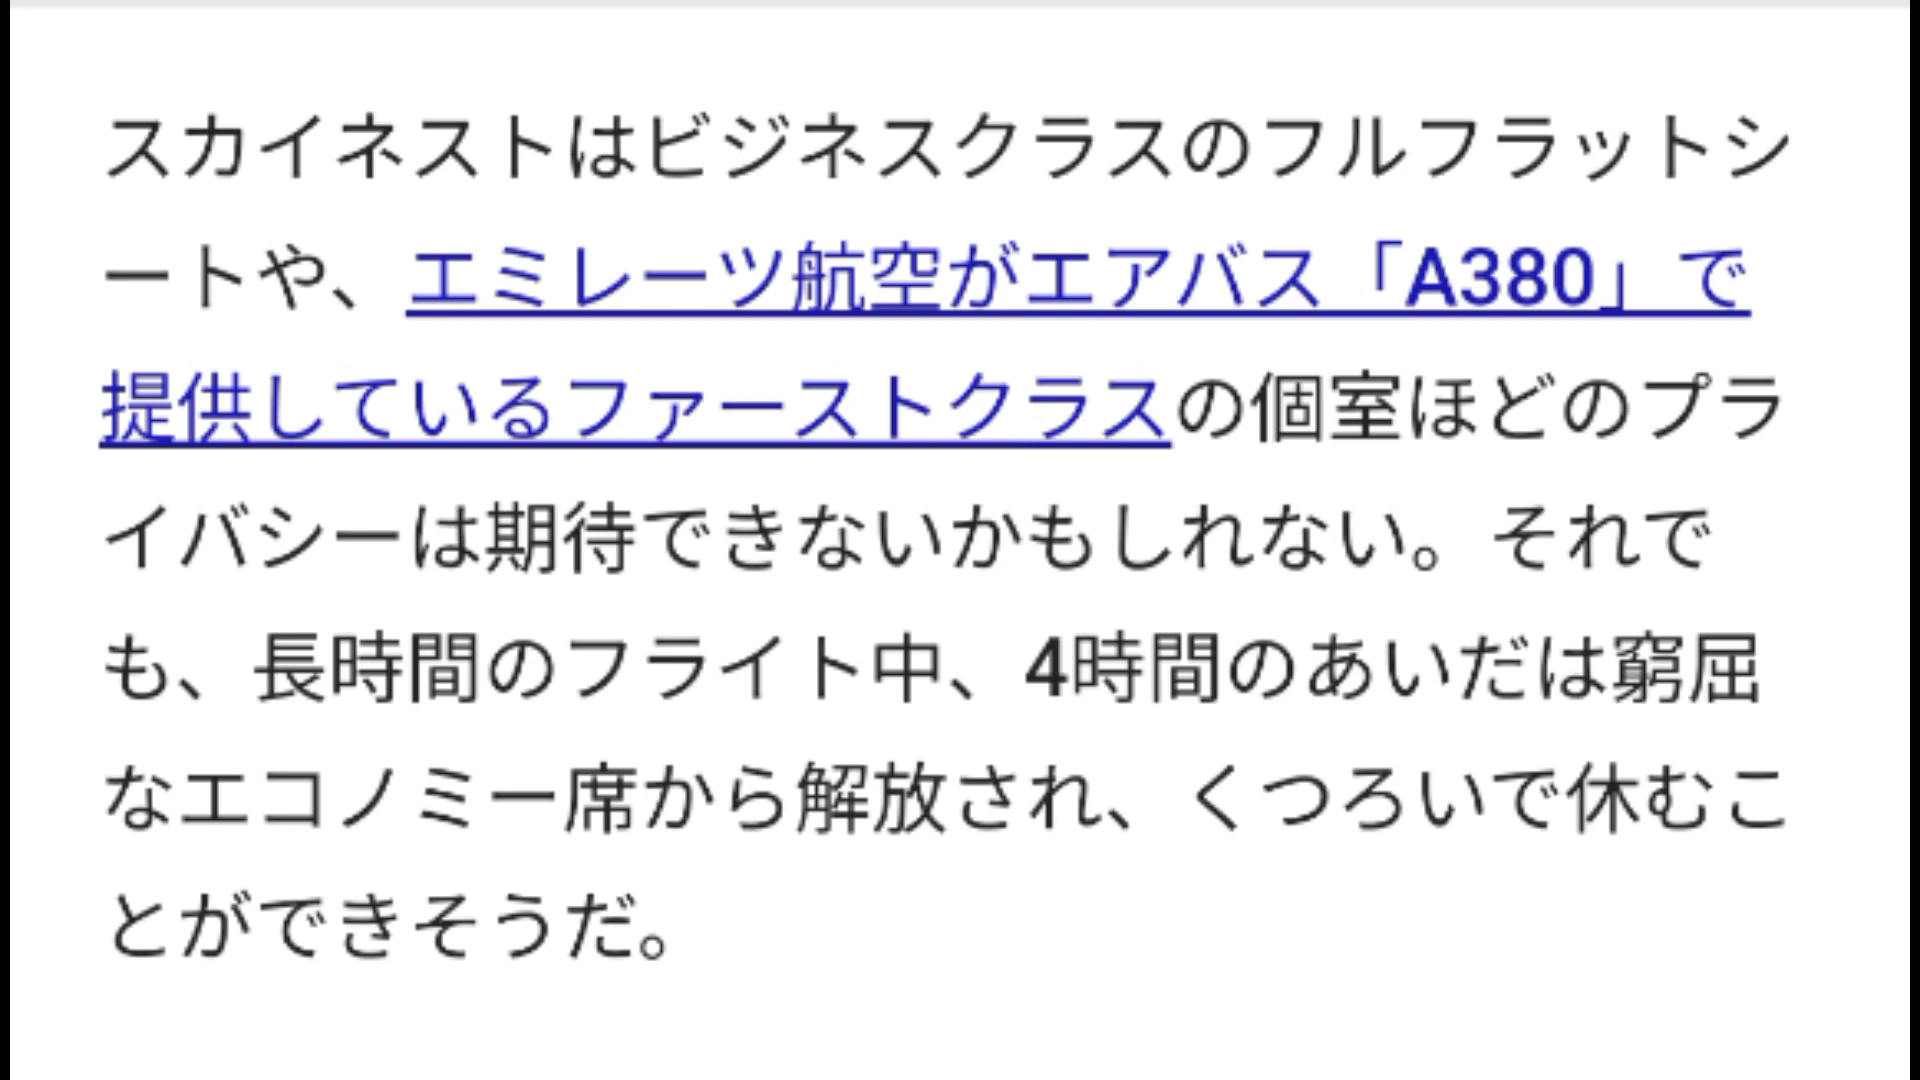 スカイネストはビジネスクラスのフルフラットシ
ートや、エミレーツ航空がエアバス「A380」で
提供しているファーストクラスの個室ほどのプラ
イバシーは期待できないかもしれない。それで
も、長時間のフライト中、4時間のあいだは窮屈
なエコノミー席から解放され、くつろいで休むこ
とができそうだ。